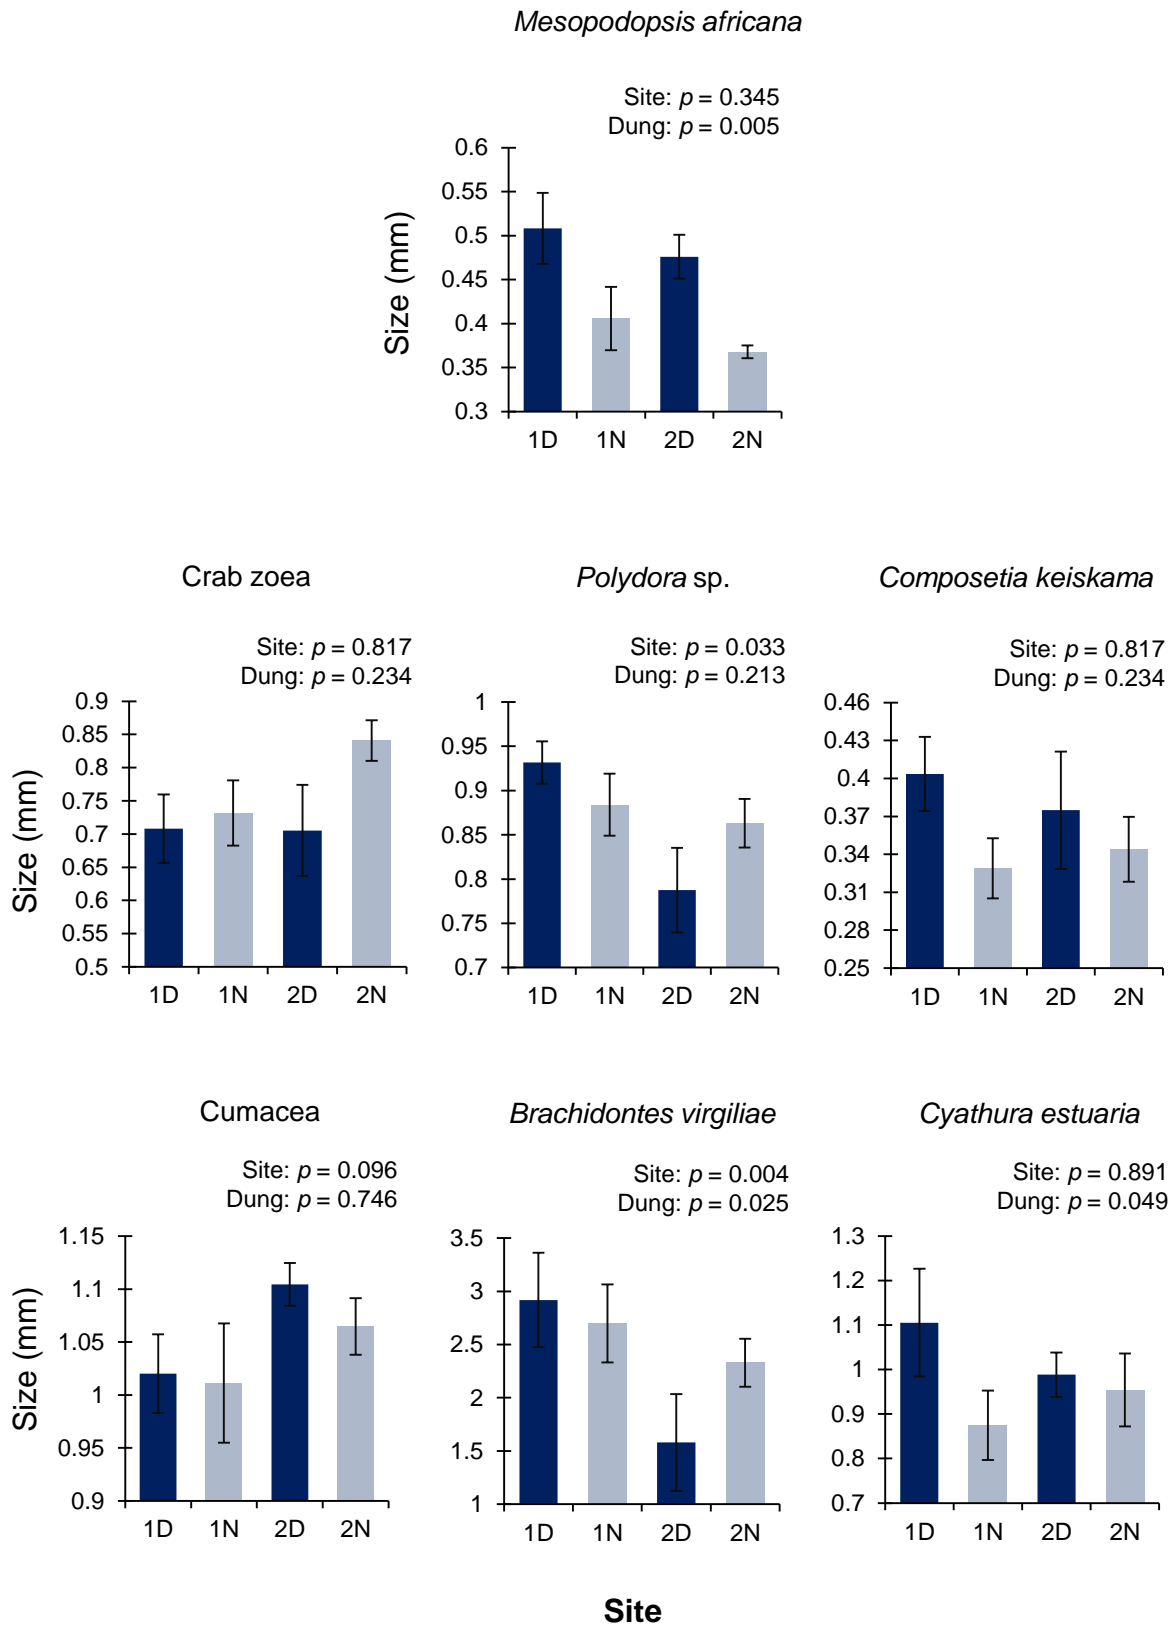 Mesopodopsis africana
Site: p = 0.345
Dung: p = 0.005
0.6
0.55
0.5
0.45
0.4
0.35
0.3
Size (mm)
1D 1N 2D 2N
Crab zoea
Site: p = 0.817
Dung: p = 0.234
0.9
0.85
0.8
0.75
0.7
0.65
0.6
0.55
0.5
Size (mm)
1D 1N 2D 2N
Polydora sp.
Site: p = 0.033
Dung: p = 0.213
1
0.95
0.9
0.85
0.8
0.75
0.7
1D 1N 2D 2N
Composetia keiskama
Site: p = 0.817
Dung: p = 0.234
0.46
0.43
0.4
0.37
0.34
0.31
0.28
0.25
1D 1N 2D 2N
Cumacea
Site: p = 0.096
Dung: p = 0.746
1.15
1.1
1.05
1
0.95
0.9
Size (mm)
1D 1N 2D 2N
Brachidontes virgiliae
Site: p = 0.004
Dung: p = 0.025
3.5
3
2.5
2
1.5
1
1D 1N 2D 2N
Cyathura estuaria
Site: p = 0.891
Dung: p = 0.049
1.3
1.2
1.1
1
0.9
0.8
0.7
1D 1N 2D 2N
Site